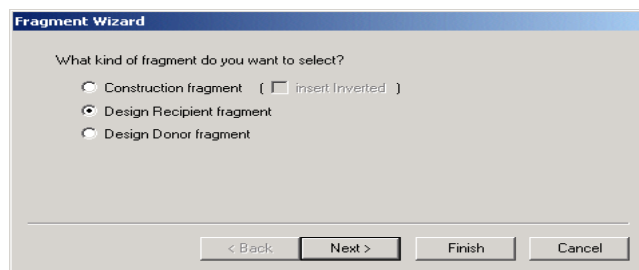 Fragment Wizard
What kind of fragment do you want to select?
Construction fragment ( insert Inverted )
Design Recipient fragment
Design Donor fragment
< Back Next > Finish Cancel